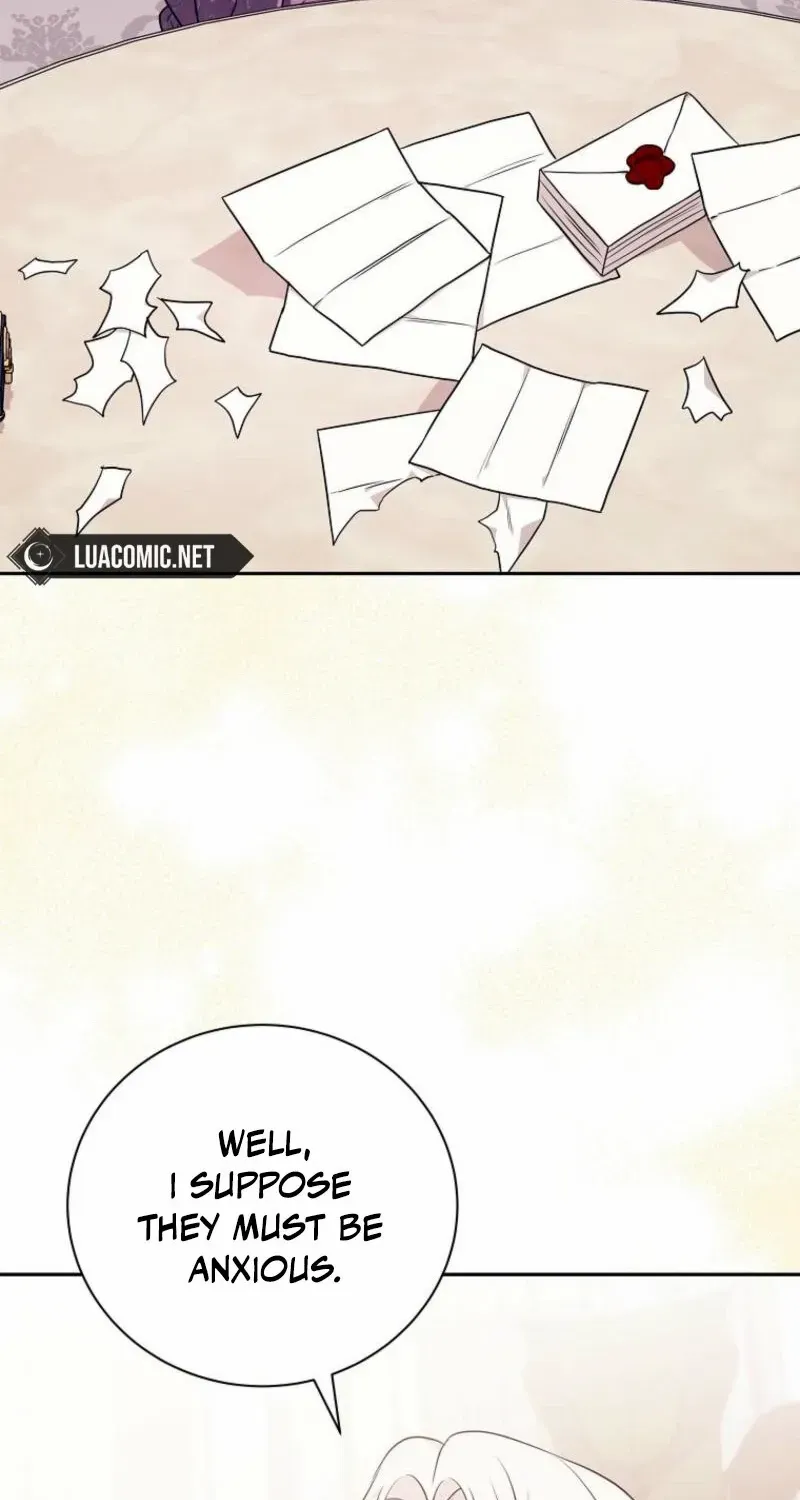 LUACOMIC.NET
WELL,
I SUPPOSE
THEY MUST BE
ANXIOUS.